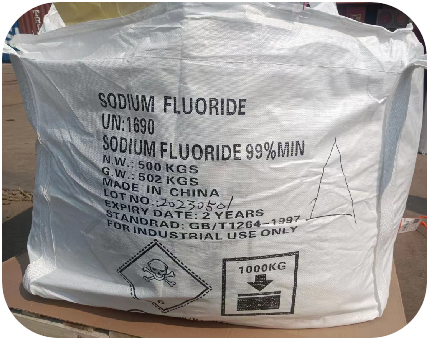 SODIUM FLUORIDE
UN:1690
SODIUM FLUORIDE 99%MIN
N.W.: 500 KGS
G.W.: 502 KGS
MADE IN CHINA
LOT NO.:20230501
EXPIRY DATE: 2 YEARS
STANDRAD: GB/T1264-1997
FOR INDUSTRIAL USE ONLY
1000KG